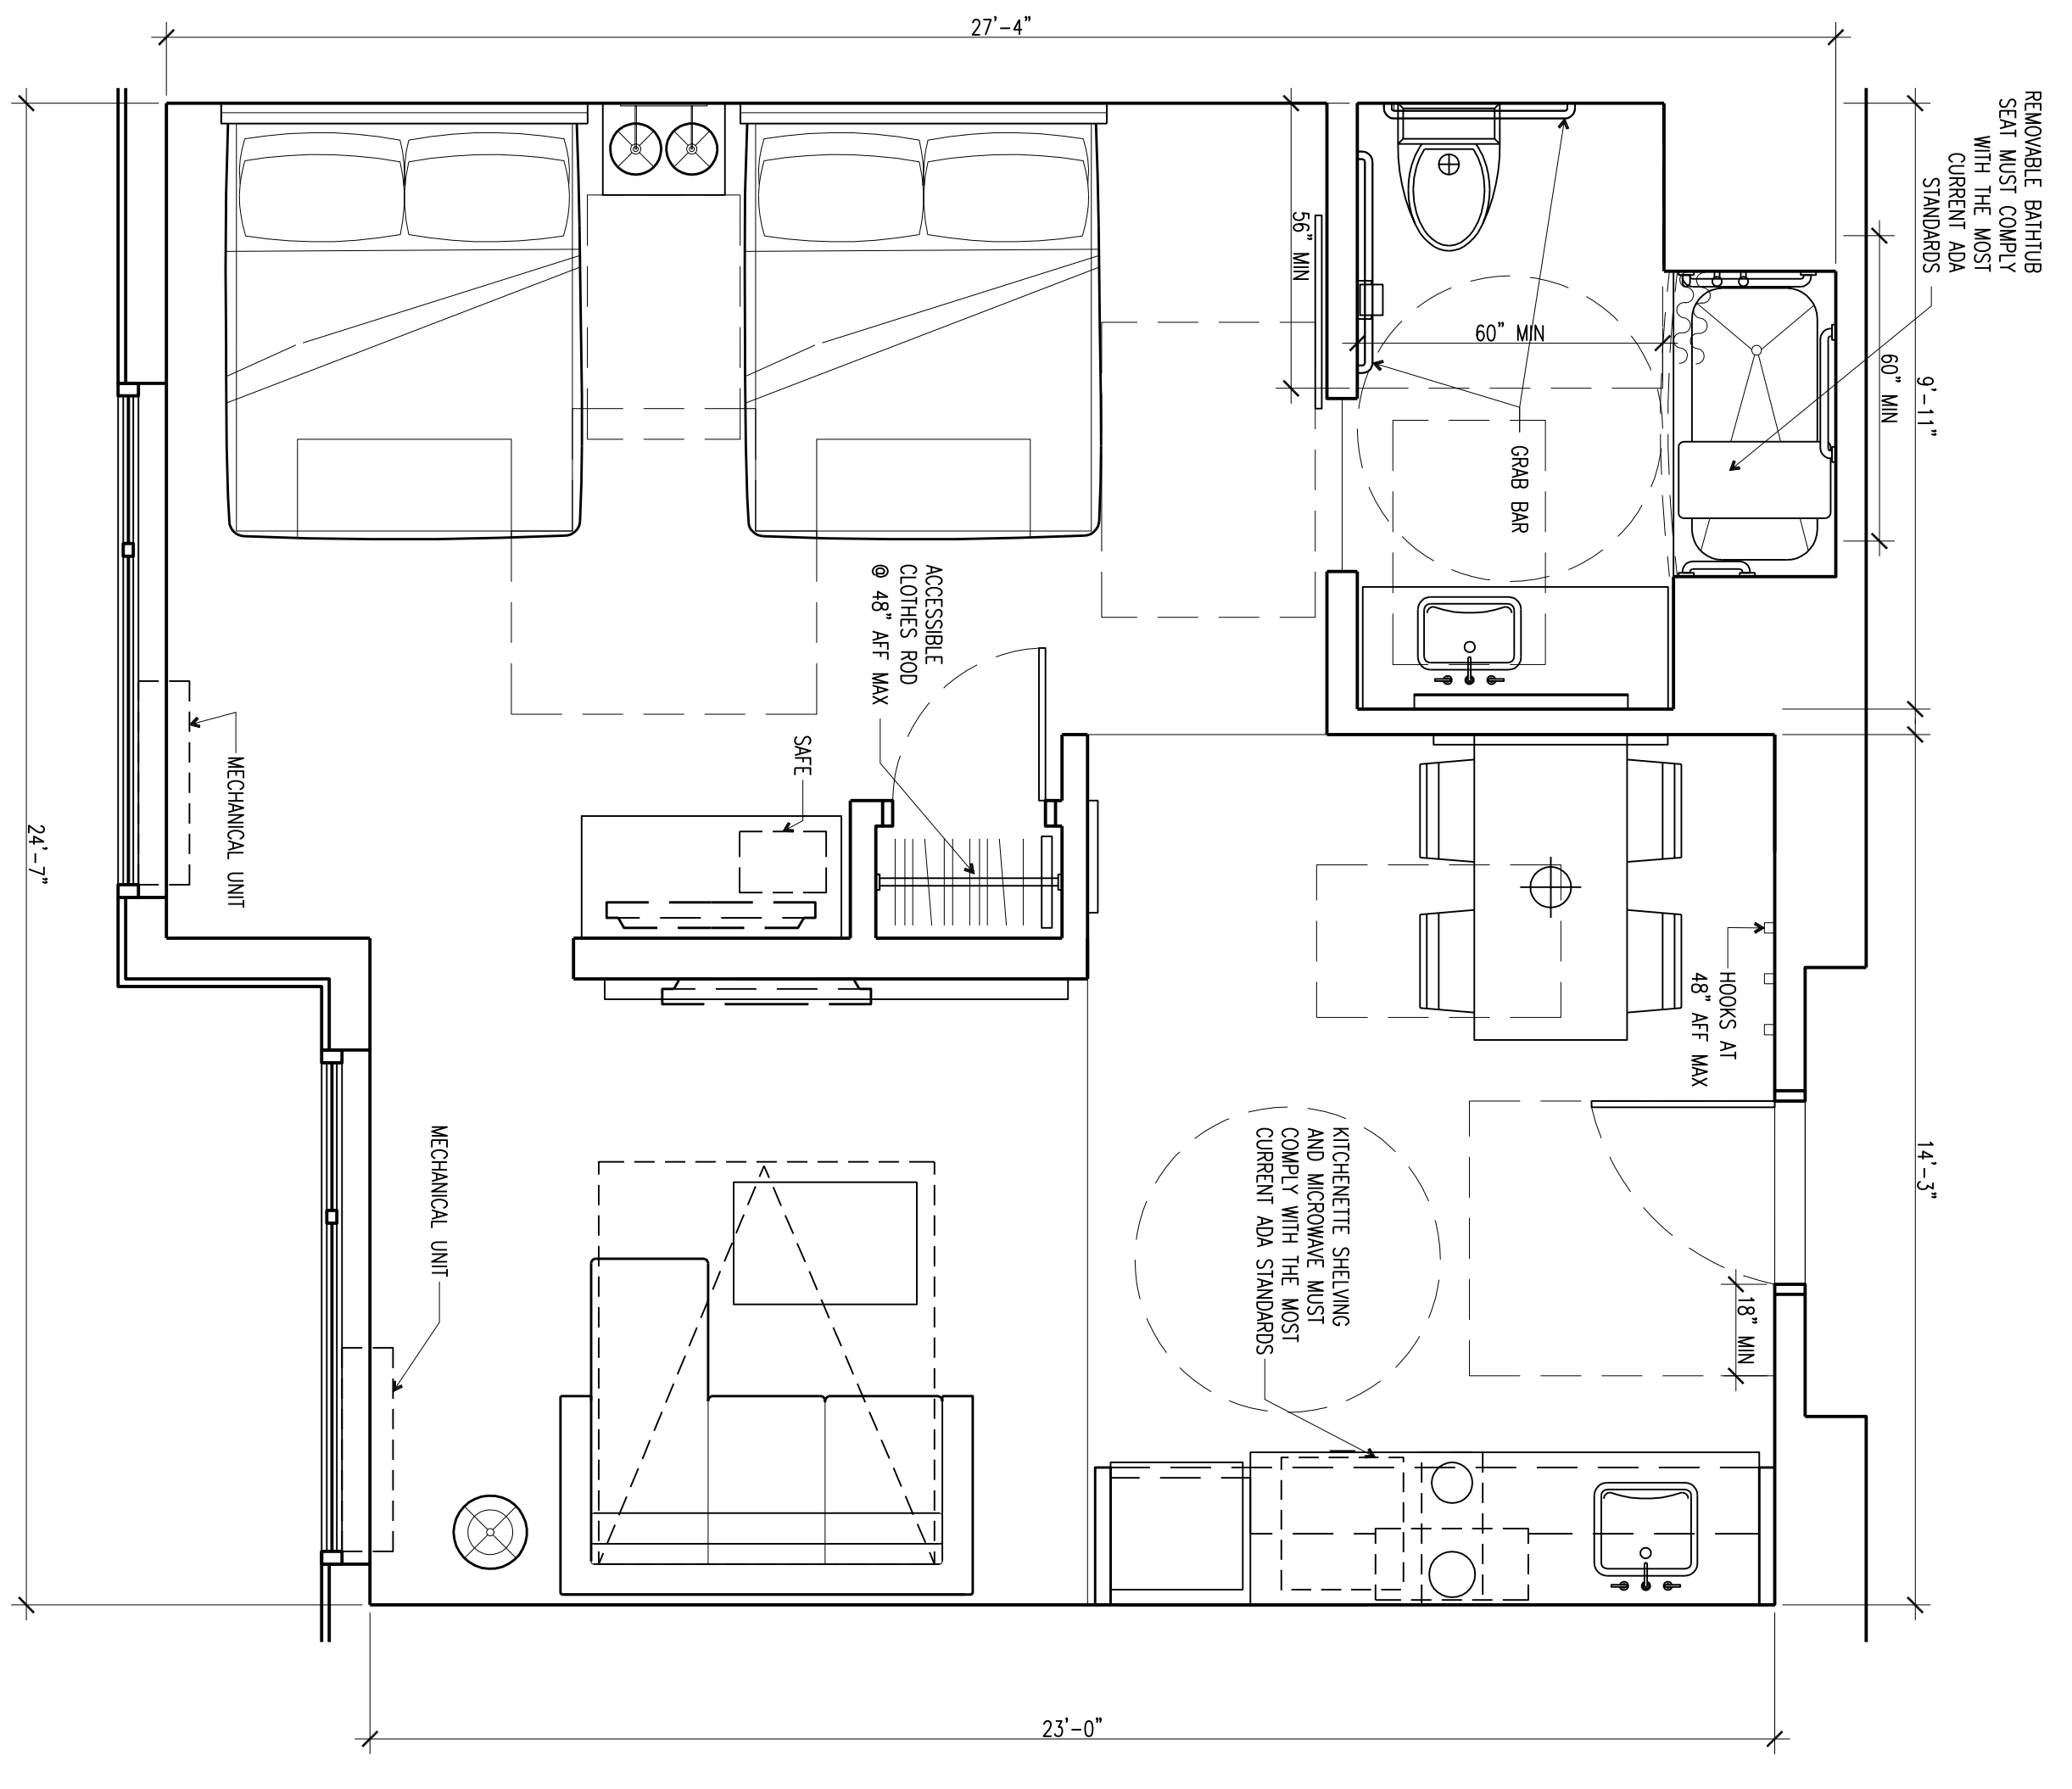 27'-4"
REMOVABLE BATHTUB
SEAT MUST COMPLY
WITH THE MOST
CURRENT ADA
STANDARDS
56" MIN
60" MIN
60" MIN
9'-11"
GRAB BAR
ACCESSIBLE
CLOTHES ROD
@ 48" AFF MAX
SAFE
MECHANICAL UNIT
24'-7"
HOOKS AT
48" AFF MAX
14'-3"
KITCHENETTE SHELVING
AND MICROWAVE MUST
COMPLY WITH THE MOST
CURRENT ADA STANDARDS
18" MIN
MECHANICAL UNIT
23'-0"